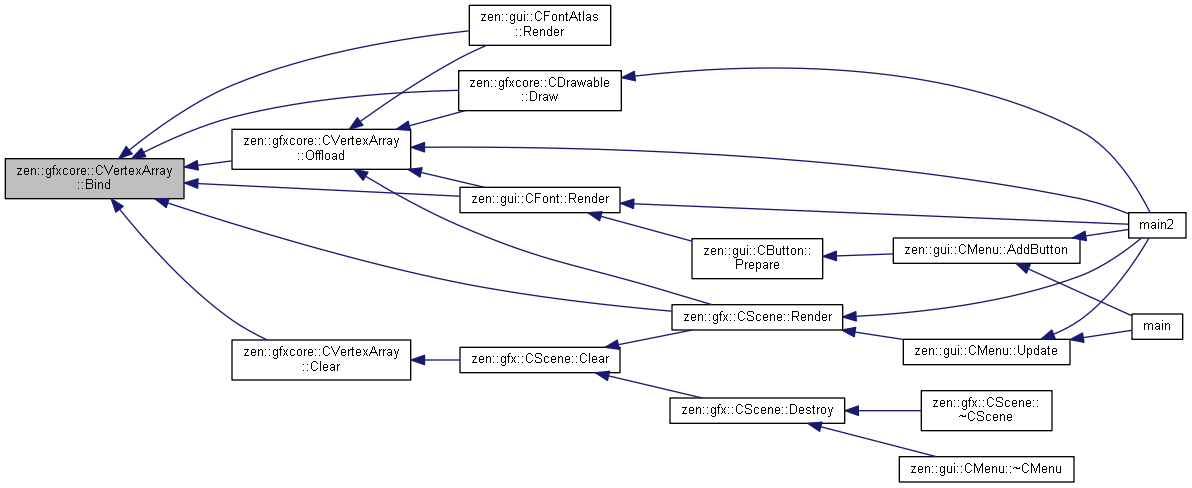 zen::gui::CFontAtlas
::Render
zen::gfxcore::CDrawable
::Draw
zen::gfxcore::CVertexArray
::Offload
zen::gfxcore::CVertexArray
::Bind
zen::gui::CFont::Render
main2
zen::gui::CButton::
Prepare
zen::gui::CMenu::AddButton
zen::gfx::CScene::Render
main
zen::gfxcore::CVertexArray
::Clear
zen::gfx::CScene::Clear
zen::gui::CMenu::Update
zen::gfx::CScene::Destroy
zen::gfx::CScene::
~CScene
zen::gui::CMenu::~CMenu